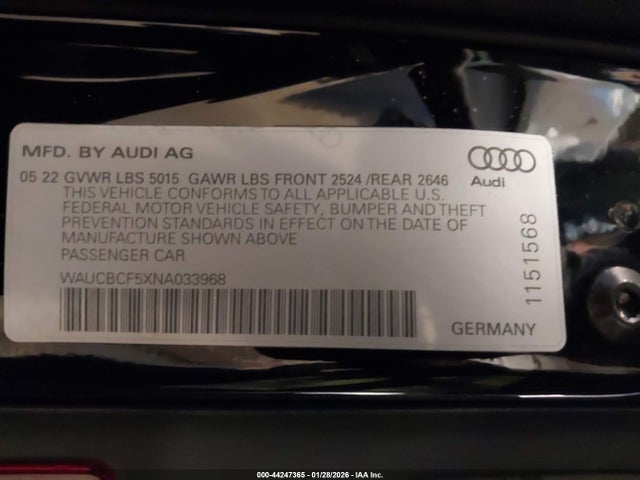 MFD. BY AUDI AG
05 22 GVWR LBS 5015 GAWR LBS FRONT 2524 /REAR 2646
THIS VEHICLE CONFORMS TO ALL APPLICABLE U.S.
FEDERAL MOTOR VEHICLE SAFETY, BUMPER AND THEFT
PREVENTION STANDARDS IN EFFECT ON THE DATE OF
MANUFACTURE SHOWN ABOVE
PASSENGER CAR
WAUCBCF5XNA033968
Audi
1151568
GERMANY
000-44247365 - 01/28/2026 - IAA Inc.